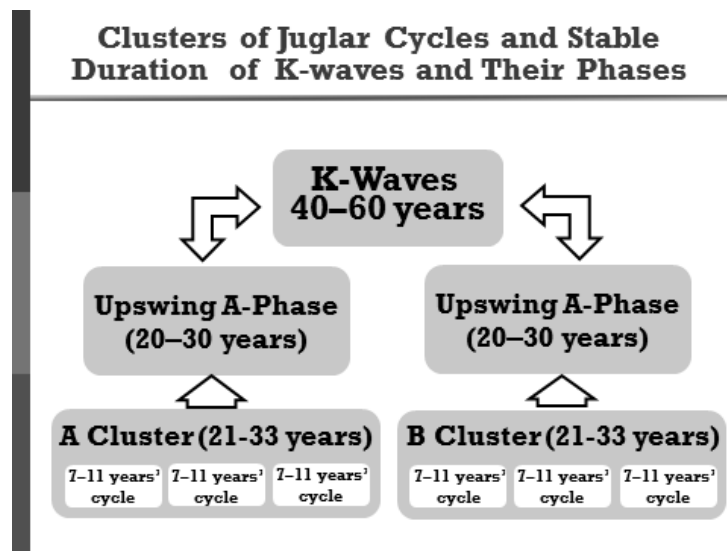 Clusters of Juglar Cycles and Stable
Duration of K-waves and Their Phases
K-Waves
40–60 years
Upswing A-Phase
(20–30 years)
Upswing A-Phase
(20–30 years)
A Cluster (21-33 years)
7–11 years’
cycle
7–11 years’
cycle
7–11 years’
cycle
B Cluster (21-33 years)
7–11 years’
cycle
7–11 years’
cycle
7–11 years’
cycle